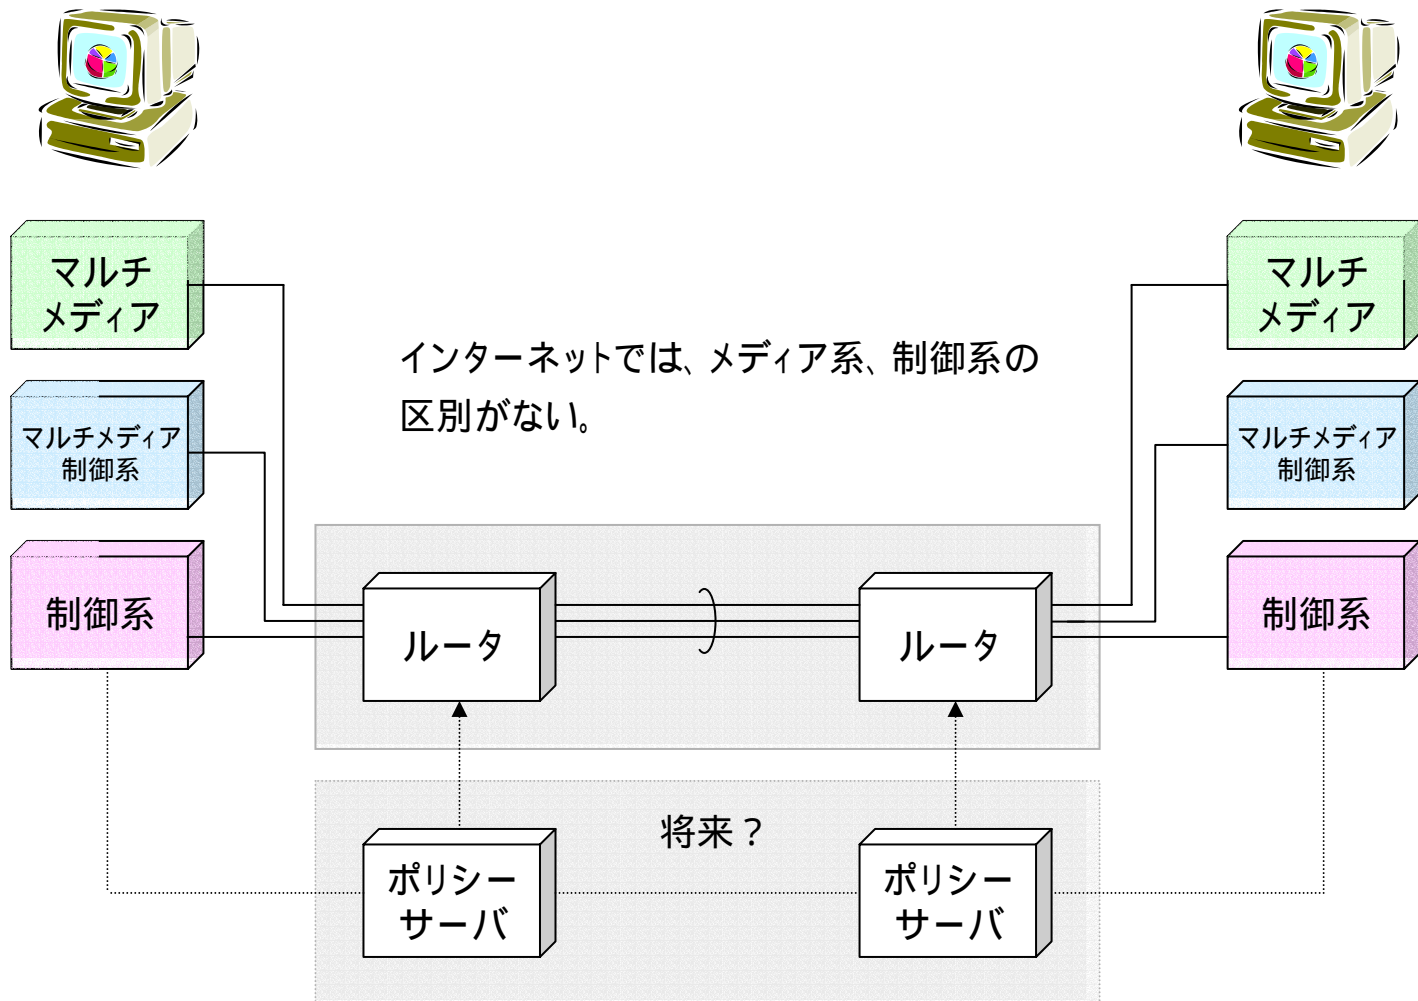 マルチ
メディア
マルチ
メディア
インターネットでは、メディア系、制御系の
区別がない。
マルチメディア
制御系
マルチメディア
制御系
制御系
ルータ
ルータ
制御系
将来？
ポリシー
サーバ
ポリシー
サーバ